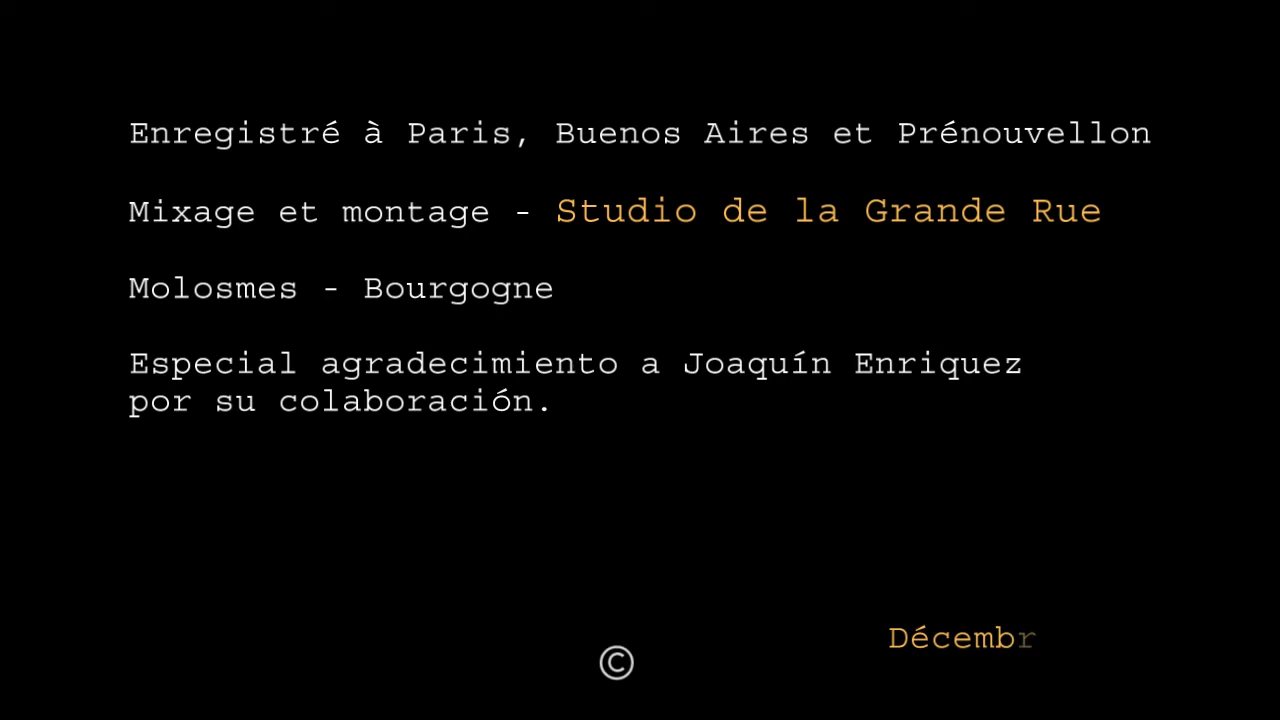 Enregistré à Paris, Buenos Aires et Prénouvellon
Mixage et montage - Studio de la Grande Rue
Molosmes - Bourgogne
Especial agradecimiento a Joaquín Enriquez
por su colaboración.
Décembr
©